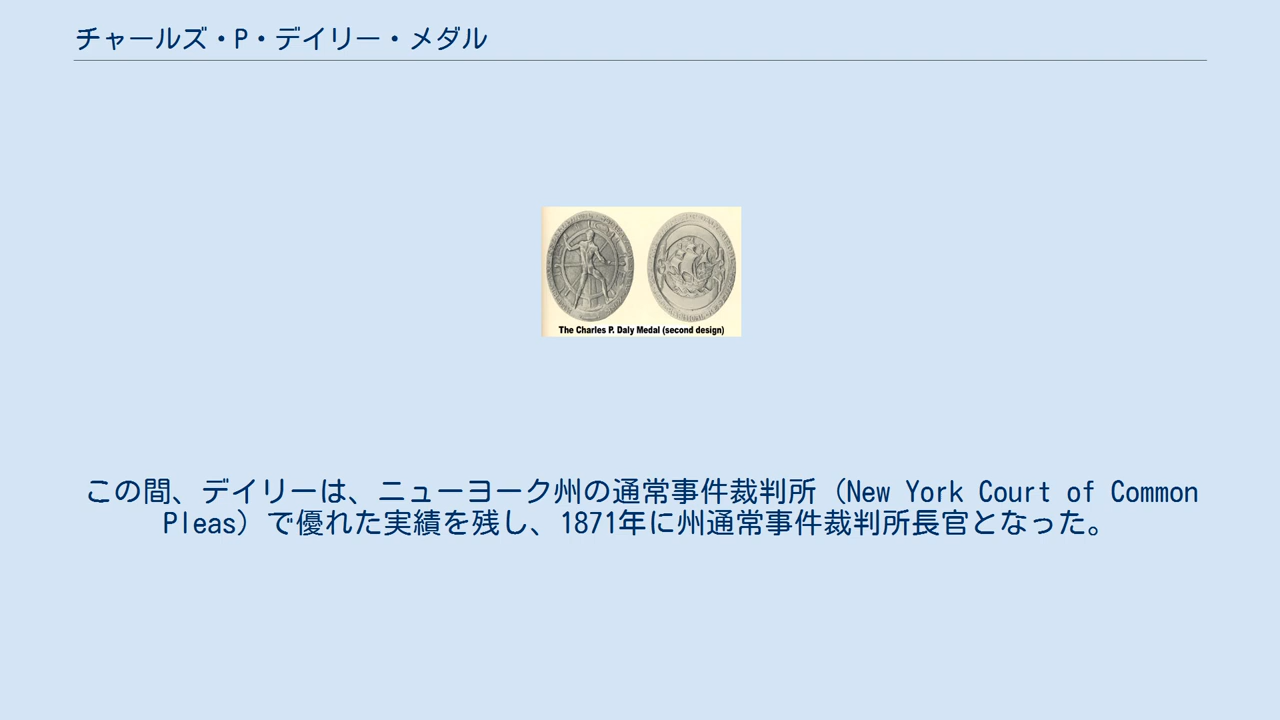 チャールズ・P・デイリー・メダル
The Charles P. Daly Medal (second design)
この間、デイリーは、ニューヨーク州の通常事件裁判所（New York Court of Common
Pleas）で優れた実績を残し、1871年に州通常事件裁判所長官となった。